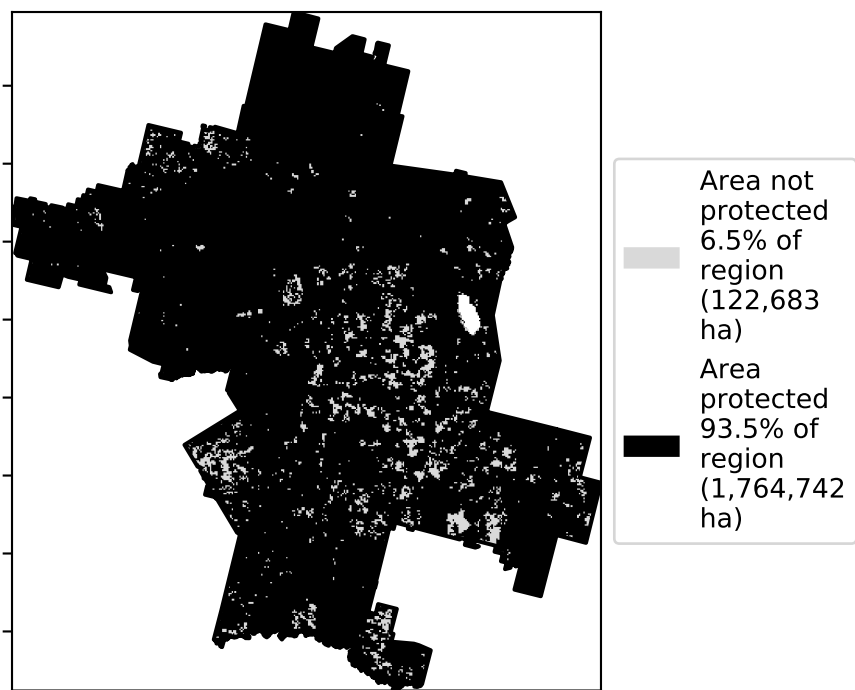 Area not
protected
6.5% of
region
(122,683
ha)
Area
protected
93.5% of
region
(1,764,742
ha)